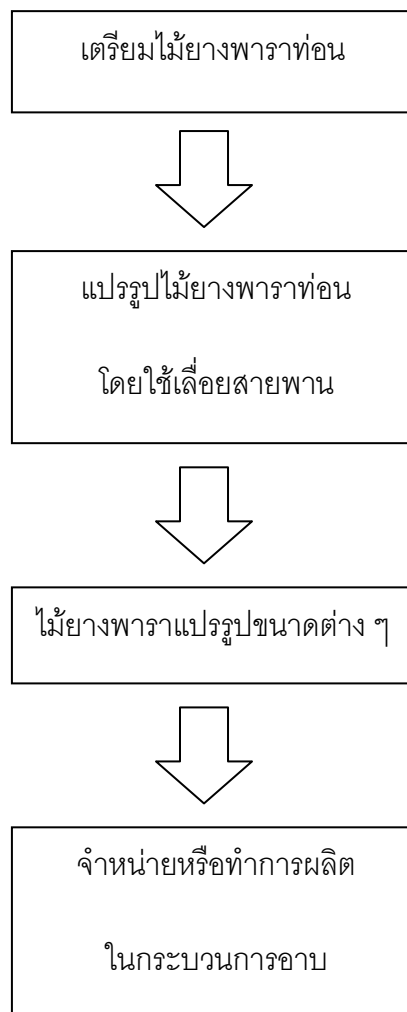 เตรียมไม้ยางพาราท่อน
แปรรูปไม้ยางพาราท่อน
โดยใช้เลื่อยสายพาน
ไม้ยางพาราแปรรูปขนาดต่าง ๆ
จำหน่ายหรือทำการผลิต
ในกระบวนการอาบ